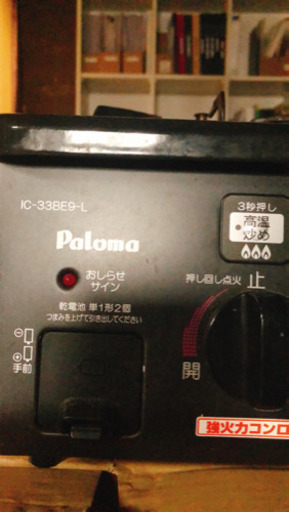 IC-33BE9-L
Paloma
おしらせ
サイン
乾電池 単1形2個
つまみを上げて引き出してください
⊖
⊕
手前
3秒押し
高温
炒め
押し回し点火
止
開
強火力コンロ